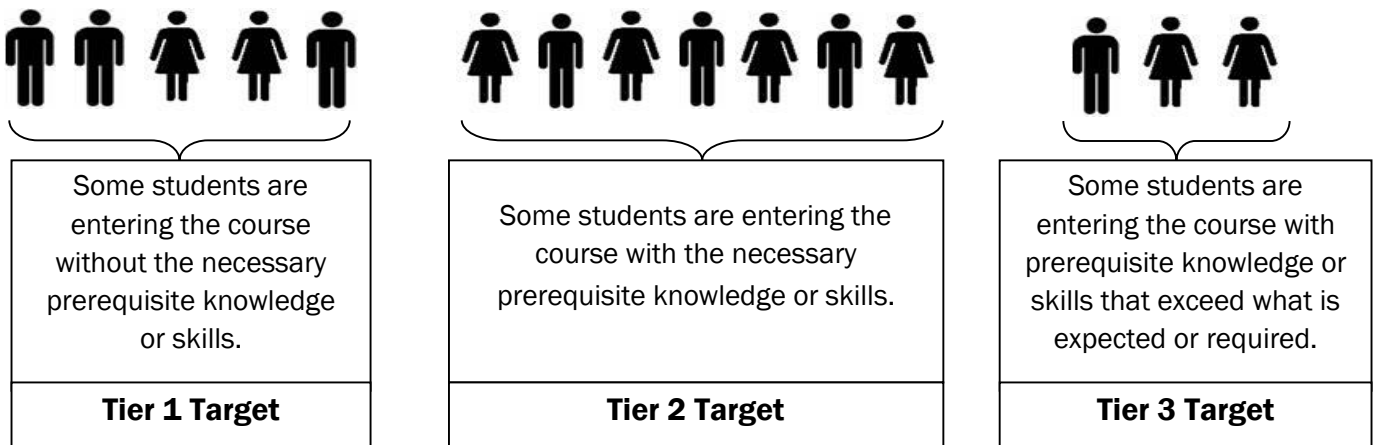 Some students are
entering the course
without the necessary
prerequisite knowledge
or skills.
Tier 1 Target
Some students are entering the
course with the necessary
prerequisite knowledge or skills.
Tier 2 Target
Some students are
entering the course with
prerequisite knowledge or
skills that exceed what is
expected or required.
Tier 3 Target